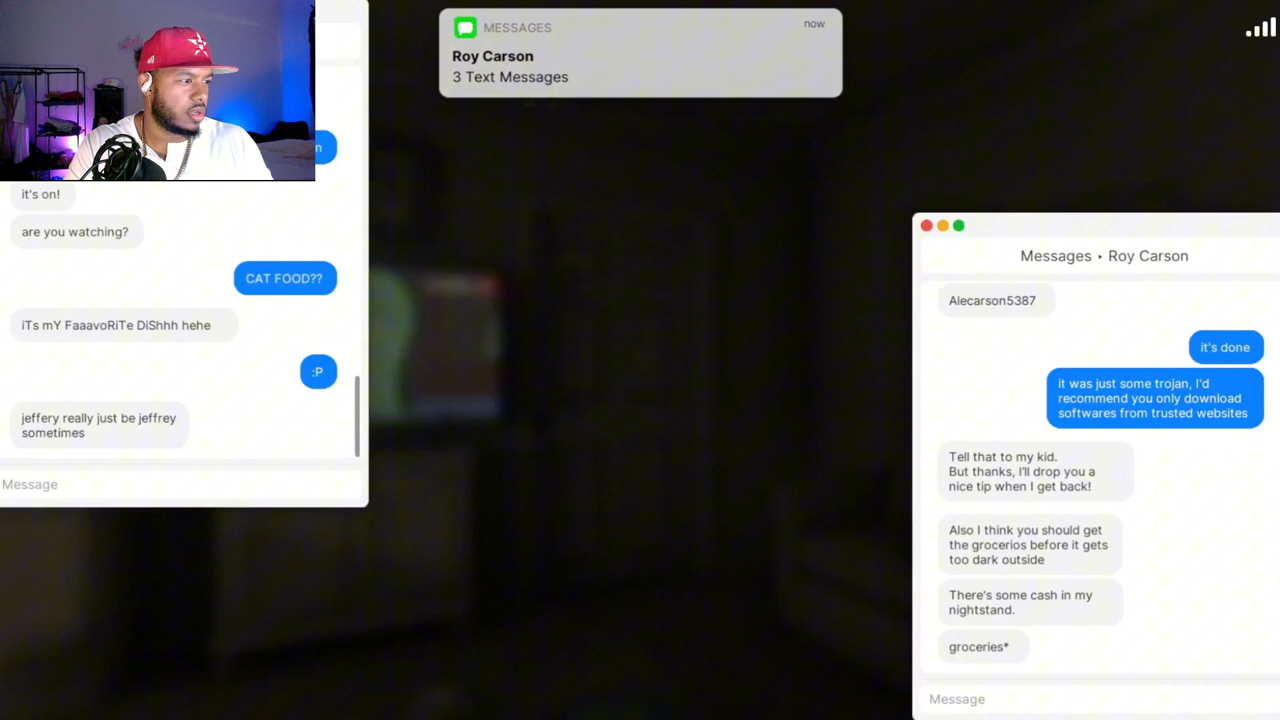 MESSAGES
now
Roy Carson
3 Text Messages
n
it's on!
are you watching?
CAT FOOD??
iTs mY FaaavoRiTe DiShhh hehe
:P
jeffery really just be jeffrey
sometimes
Message
Messages ▸ Roy Carson
Alecarson5387
it's done
it was just some trojan, I'd
recommend you only download
softwares from trusted websites
Tell that to my kid.
But thanks, I'll drop you a
nice tip when I get back!
Also I think you should get
the grocerios before it gets
too dark outside
There's some cash in my
nightstand.
groceries*
Message